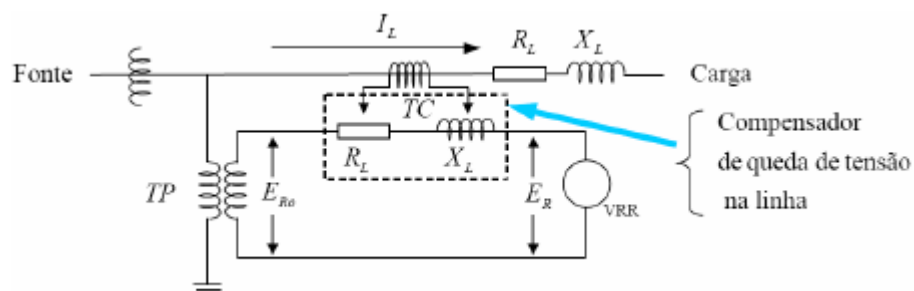 I_L
R_L
X_L
Fonte
Carga
TC
R_L
X_L
TP
E_Ro
E_R
VRR
Compensador
de queda de tensão
na linha